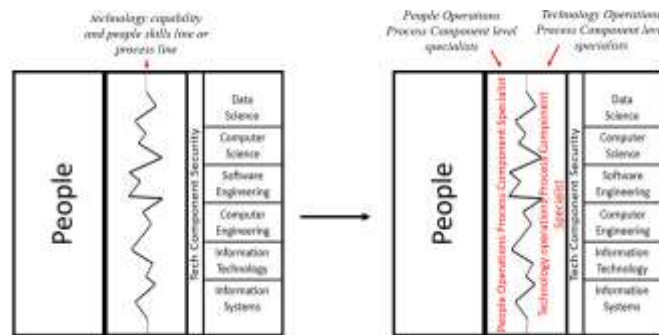 technology capability
and people skills line or
process line
People
Tech Component Security
Data
Science
Computer
Science
Software
Engineering
Computer
Engineering
Information
Technology
Information
Systems
People Operations
Process Component level
specialists
Technology Operations
Process Component level
specialists
People
People Operations Process Component Specialist
Technology operations Process Component
Specialist
Tech Component Security
Data
Science
Computer
Science
Software
Engineering
Computer
Engineering
Information
Technology
Information
Systems